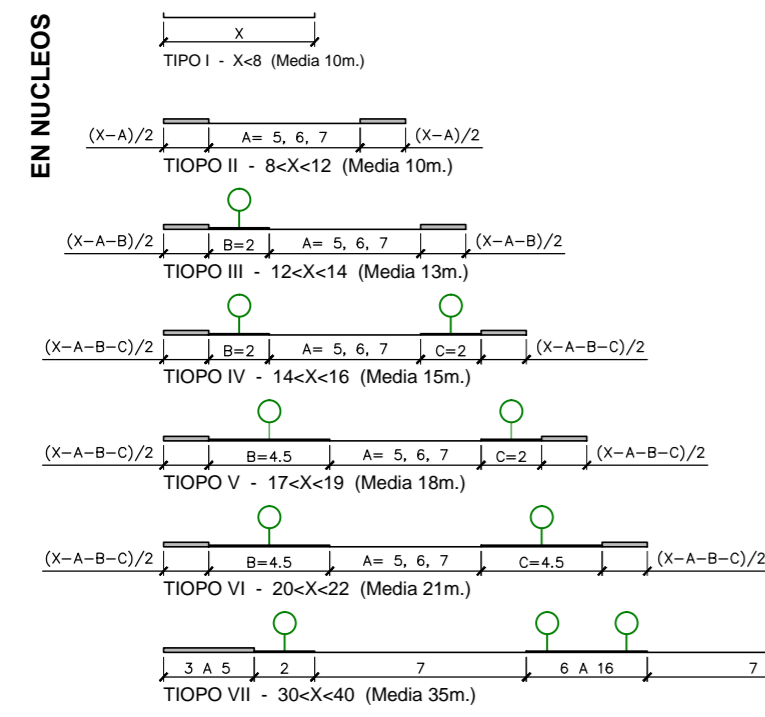 EN NUCLEOS
X
TIPO I - X<8 (Media 10m.)
(X-A)/2 A= 5, 6, 7 (X-A)/2
TIOPO II - 8<X<12 (Media 10m.)
(X-A-B)/2 B=2 A= 5, 6, 7 (X-A-B)/2
TIOPO III - 12<X<14 (Media 13m.)
(X-A-B-C)/2 B=2 A= 5, 6, 7 C=2 (X-A-B-C)/2
TIOPO IV - 14<X<16 (Media 15m.)
(X-A-B-C)/2 B=4.5 A= 5, 6, 7 C=2 (X-A-B-C)/2
TIOPO V - 17<X<19 (Media 18m.)
(X-A-B-C)/2 B=4.5 A= 5, 6, 7 C=4.5 (X-A-B-C)/2
TIOPO VI - 20<X<22 (Media 21m.)
3 A 5 2 7 6 A 16 7
TIOPO VII - 30<X<40 (Media 35m.)